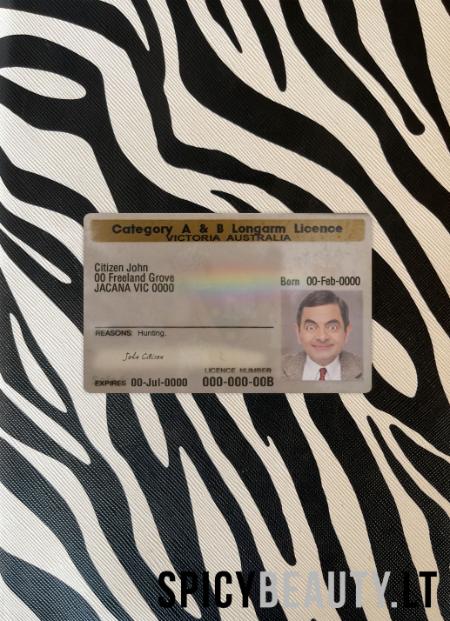 Category A & B Longarm Licence
VICTORIA AUSTRALIA
Citizen John
00 Freeland Grove
JACANA VIC 0000
Born 00-Feb-0000
REASONS: Hunting.
John Citizen
LICENCE NUMBER
EXPIRES 00-Jul-0000 000-000-00B
SPICYBEAUTY.LT